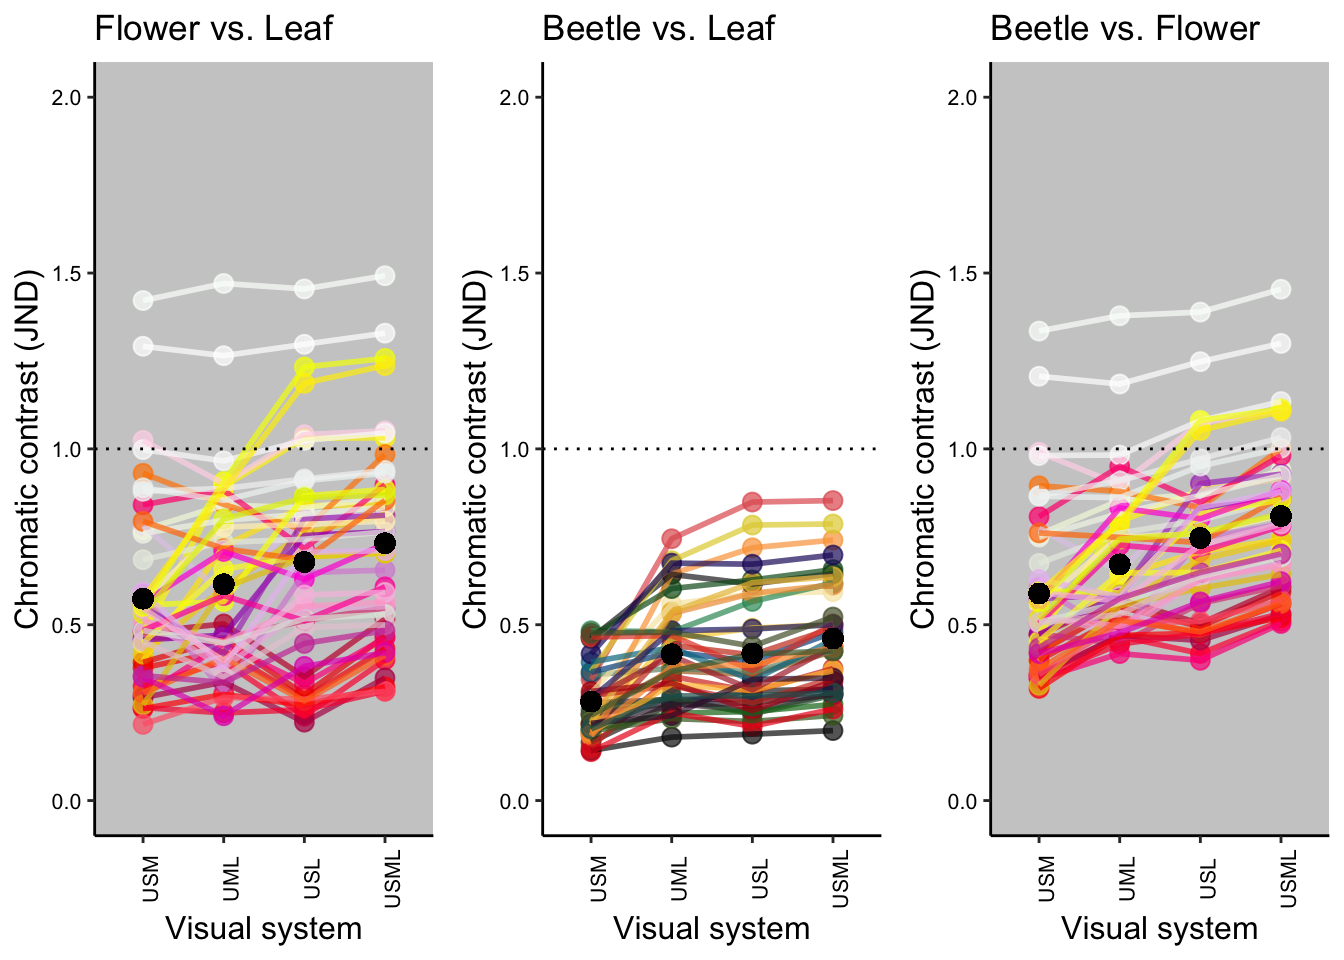 Flower vs. Leaf
Chromatic contrast (JND)
2.0
1.5
1.0
0.5
0.0
USM
UML
USL
USML
Visual system
Beetle vs. Leaf
Chromatic contrast (JND)
2.0
1.5
1.0
0.5
0.0
USM
UML
USL
USML
Visual system
Beetle vs. Flower
Chromatic contrast (JND)
2.0
1.5
1.0
0.5
0.0
USM
UML
USL
USML
Visual system